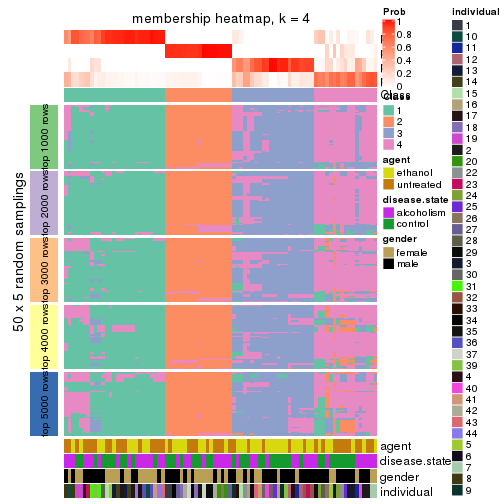 membership heatmap, k = 4
Prob
1
0.8
0.6
0.4
0.2
0
Class
Class
1
2
3
4
agent
ethanol
untreated
disease.state
alcoholism
control
gender
female
male
individual
1
10
11
12
13
14
15
16
17
18
19
2
20
22
23
24
25
26
27
28
29
3
30
31
32
33
34
35
36
37
39
4
40
41
42
43
44
5
6
7
8
9
50 x 5 random samplings
top 1000 rows
top 2000 rows
top 3000 rows
top 4000 rows
top 5000 rows
agent
disease.state
gender
individual